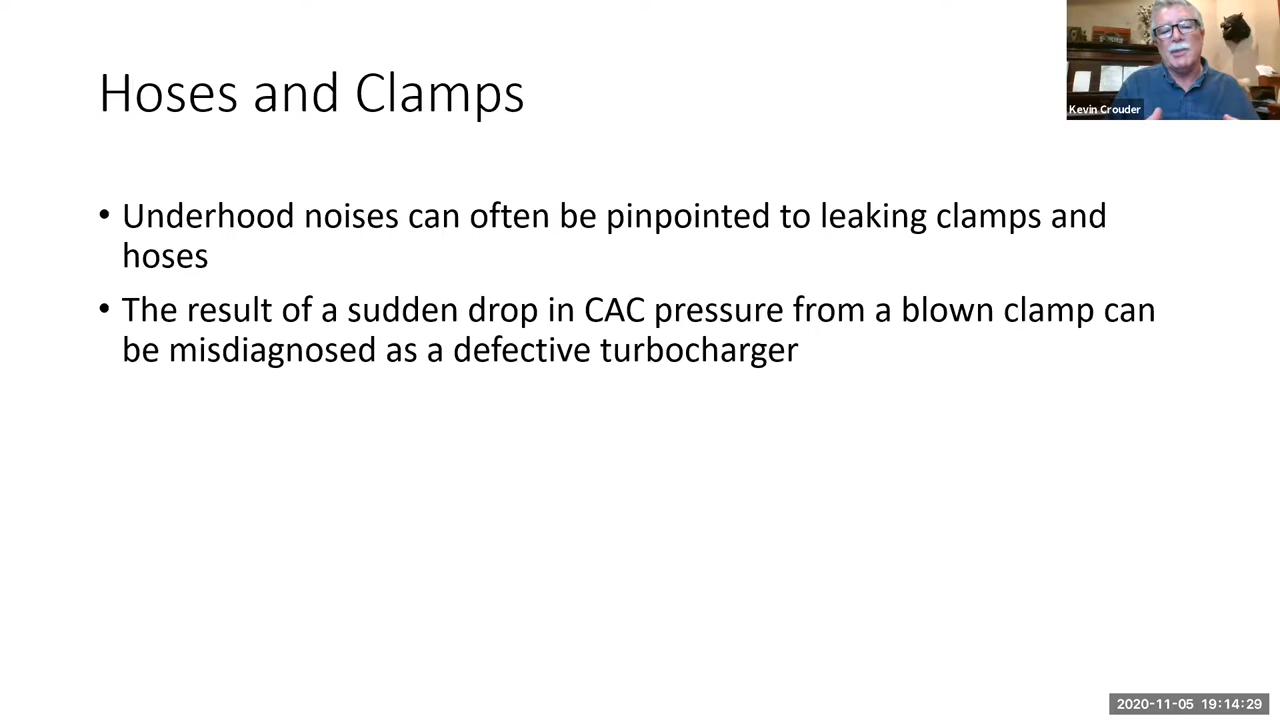 Hoses and Clamps
Kevin Crouder
• Underhood noises can often be pinpointed to leaking clamps and
hoses
• The result of a sudden drop in CAC pressure from a blown clamp can
be misdiagnosed as a defective turbocharger
2020-11-05 19:14:29